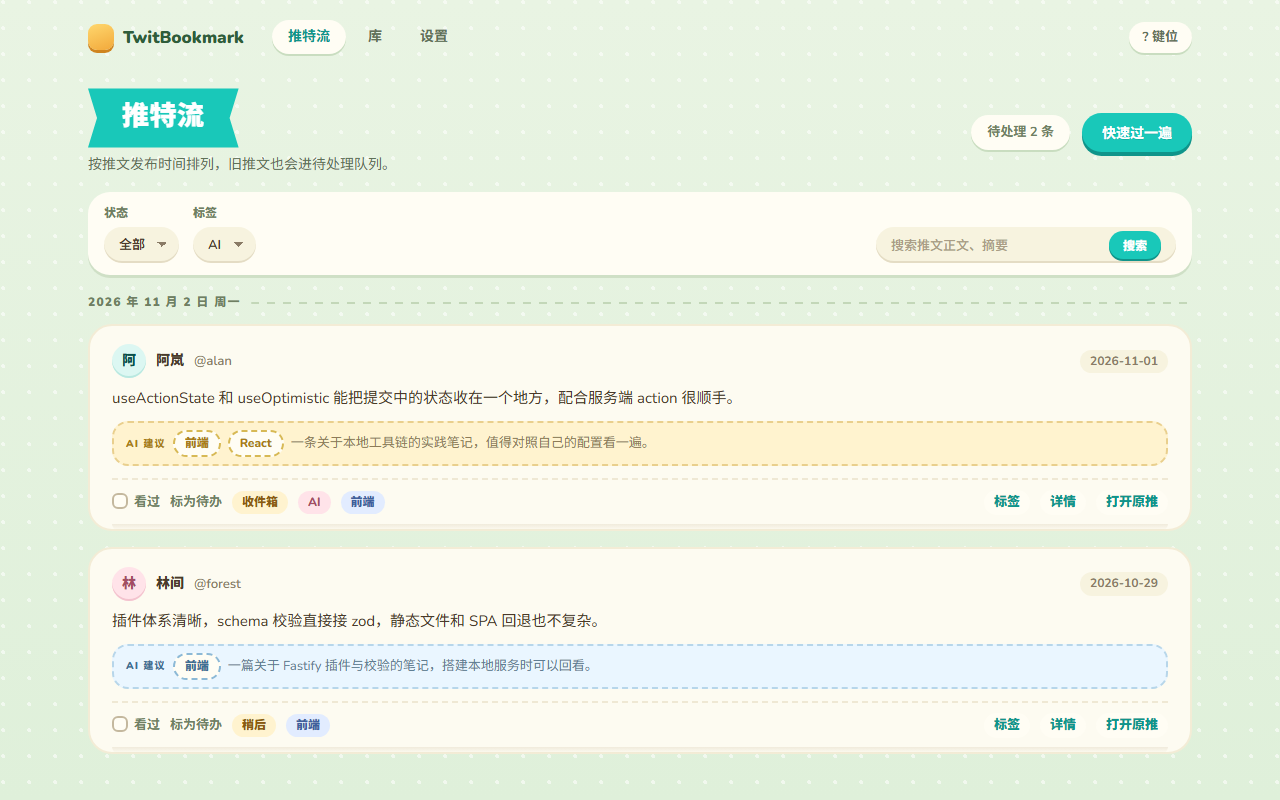 TwitBookmark 推特流 库 设置 ? 键位
推特流
待处理 2 条 快速过一遍
按推文发布时间排列，旧推文也会进待处理队列。
状态 标签
全部 AI 搜索推文正文、摘要 搜索
2026 年 11 月 2 日 周一
阿 阿岚 @alan 2026-11-01
useActionState 和 useOptimistic 能把提交中的状态收在一个地方，配合服务端 action 很顺手。
AI 建议 前端 React 一条关于本地工具链的实践笔记，值得对照自己的配置看一遍。
看过 标为待办 收件箱 AI 前端 标签 详情 打开原推
林 林间 @forest 2026-10-29
插件体系清晰，schema 校验直接接 zod，静态文件和 SPA 回退也不复杂。
AI 建议 前端 一篇关于 Fastify 插件与校验的笔记，搭建本地服务时可以回看。
看过 标为待办 稍后 前端 标签 详情 打开原推